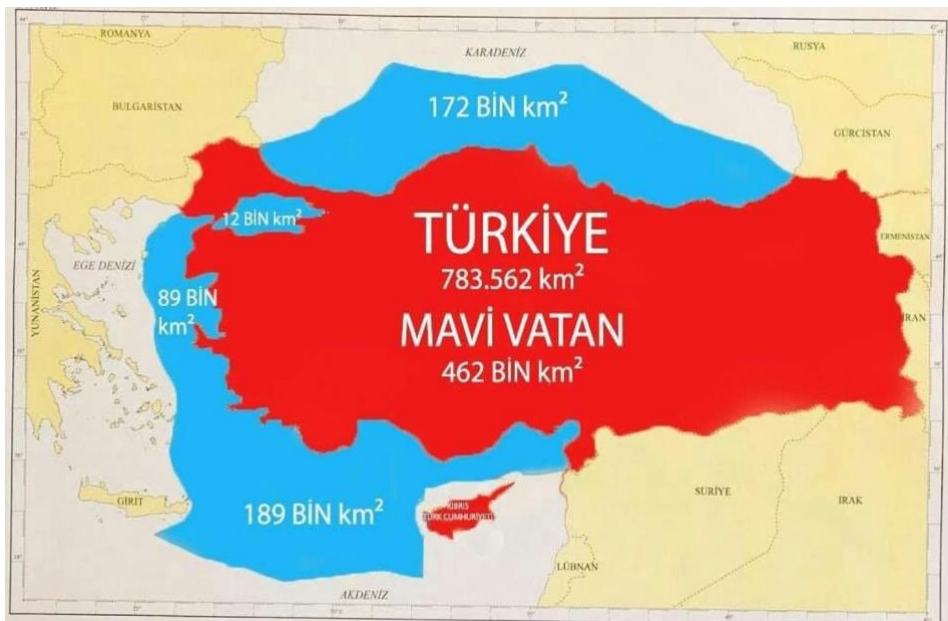 ROMANYA
KARADENİZ
RUSYA
BULGARİSTAN
172 BİN km²
GÜRCİSTAN
12 BİN km²
TÜRKİYE
783.562 km²
ERMENİSTAN
EGE DENİZİ
YUNANİSTAN
89 BİN
km²
MAVİ VATAN
462 BİN km²
İRAN
GİRİT
189 BİN km²
KIBRIS
TÜRK CUMHURİYETİ
SURİYE
IRAK
LÜBNAN
AKDENİZ